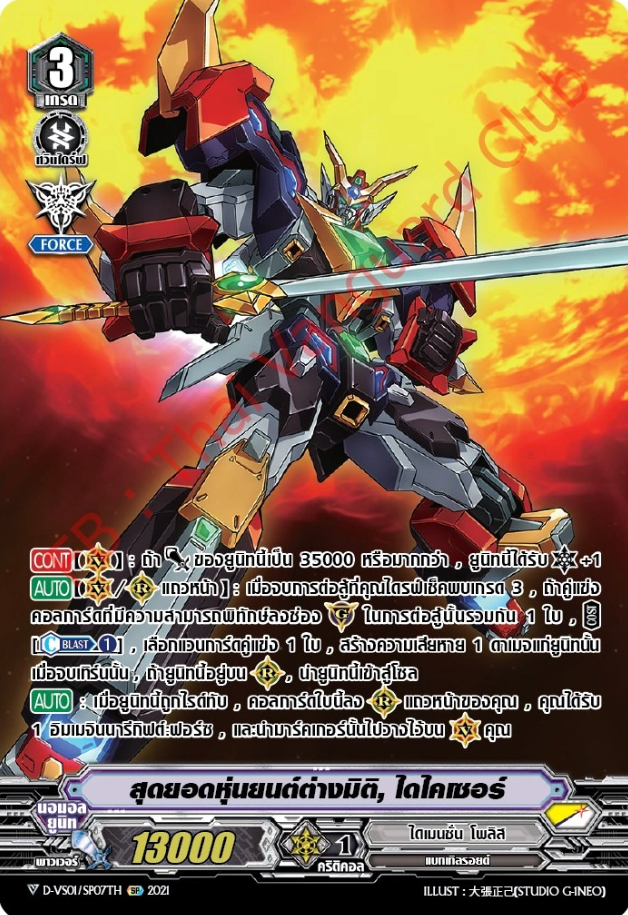 3
เกรด
ทวินไดร์ฟ
FORCE
FB : Thai Vanguard Club
CONT【V】: ถ้า ของยูนิทนี้เป็น 35000 หรือมากกว่า , ยูนิทนี้ได้รับ +1
AUTO【V/R แถวหน้า】: เมื่อจบการต่อสู้ที่คุณไดรฟ์เช็คพบเกรด 3 , ถ้าคู่แข่ง
คอลการ์ดที่มีความสามารถพิทักษ์ลงช่อง G ในการต่อสู้นั้นรวมกัน 1 ใบ ,
[C BLAST 1] , เลือกแวนการ์ดคู่แข่ง 1 ใบ , สร้างความเสียหาย 1 ดาเมจแก่ยูนิทนั้น
เมื่อจบเทิร์นนั้น , ถ้ายูนิทนี้อยู่บน R , นำยูนิทนี้เข้าสู่โซล
AUTO : เมื่อยูนิทนี้ถูกไรด์ทับ , คอลการ์ดใบนี้ลง R แถวหน้าของคุณ , คุณได้รับ
1 อิมเมจินนารีกิฟต์:ฟอร์ซ , และนำมาร์คเกอร์นั้นไปวางไว้บน V คุณ
สุดยอดหุ่นยนต์ต่างมิติ, ไดไคเซอร์
นอมอล
ยูนิท
พาวเวอร์
13000
1
คริติคอล
ไดเมนชั่น โพลิส
แบทเทิลรอยด์
D-VS01/SP07TH SP 2021
ILLUST : 大張正己(STUDIO G-INEO)